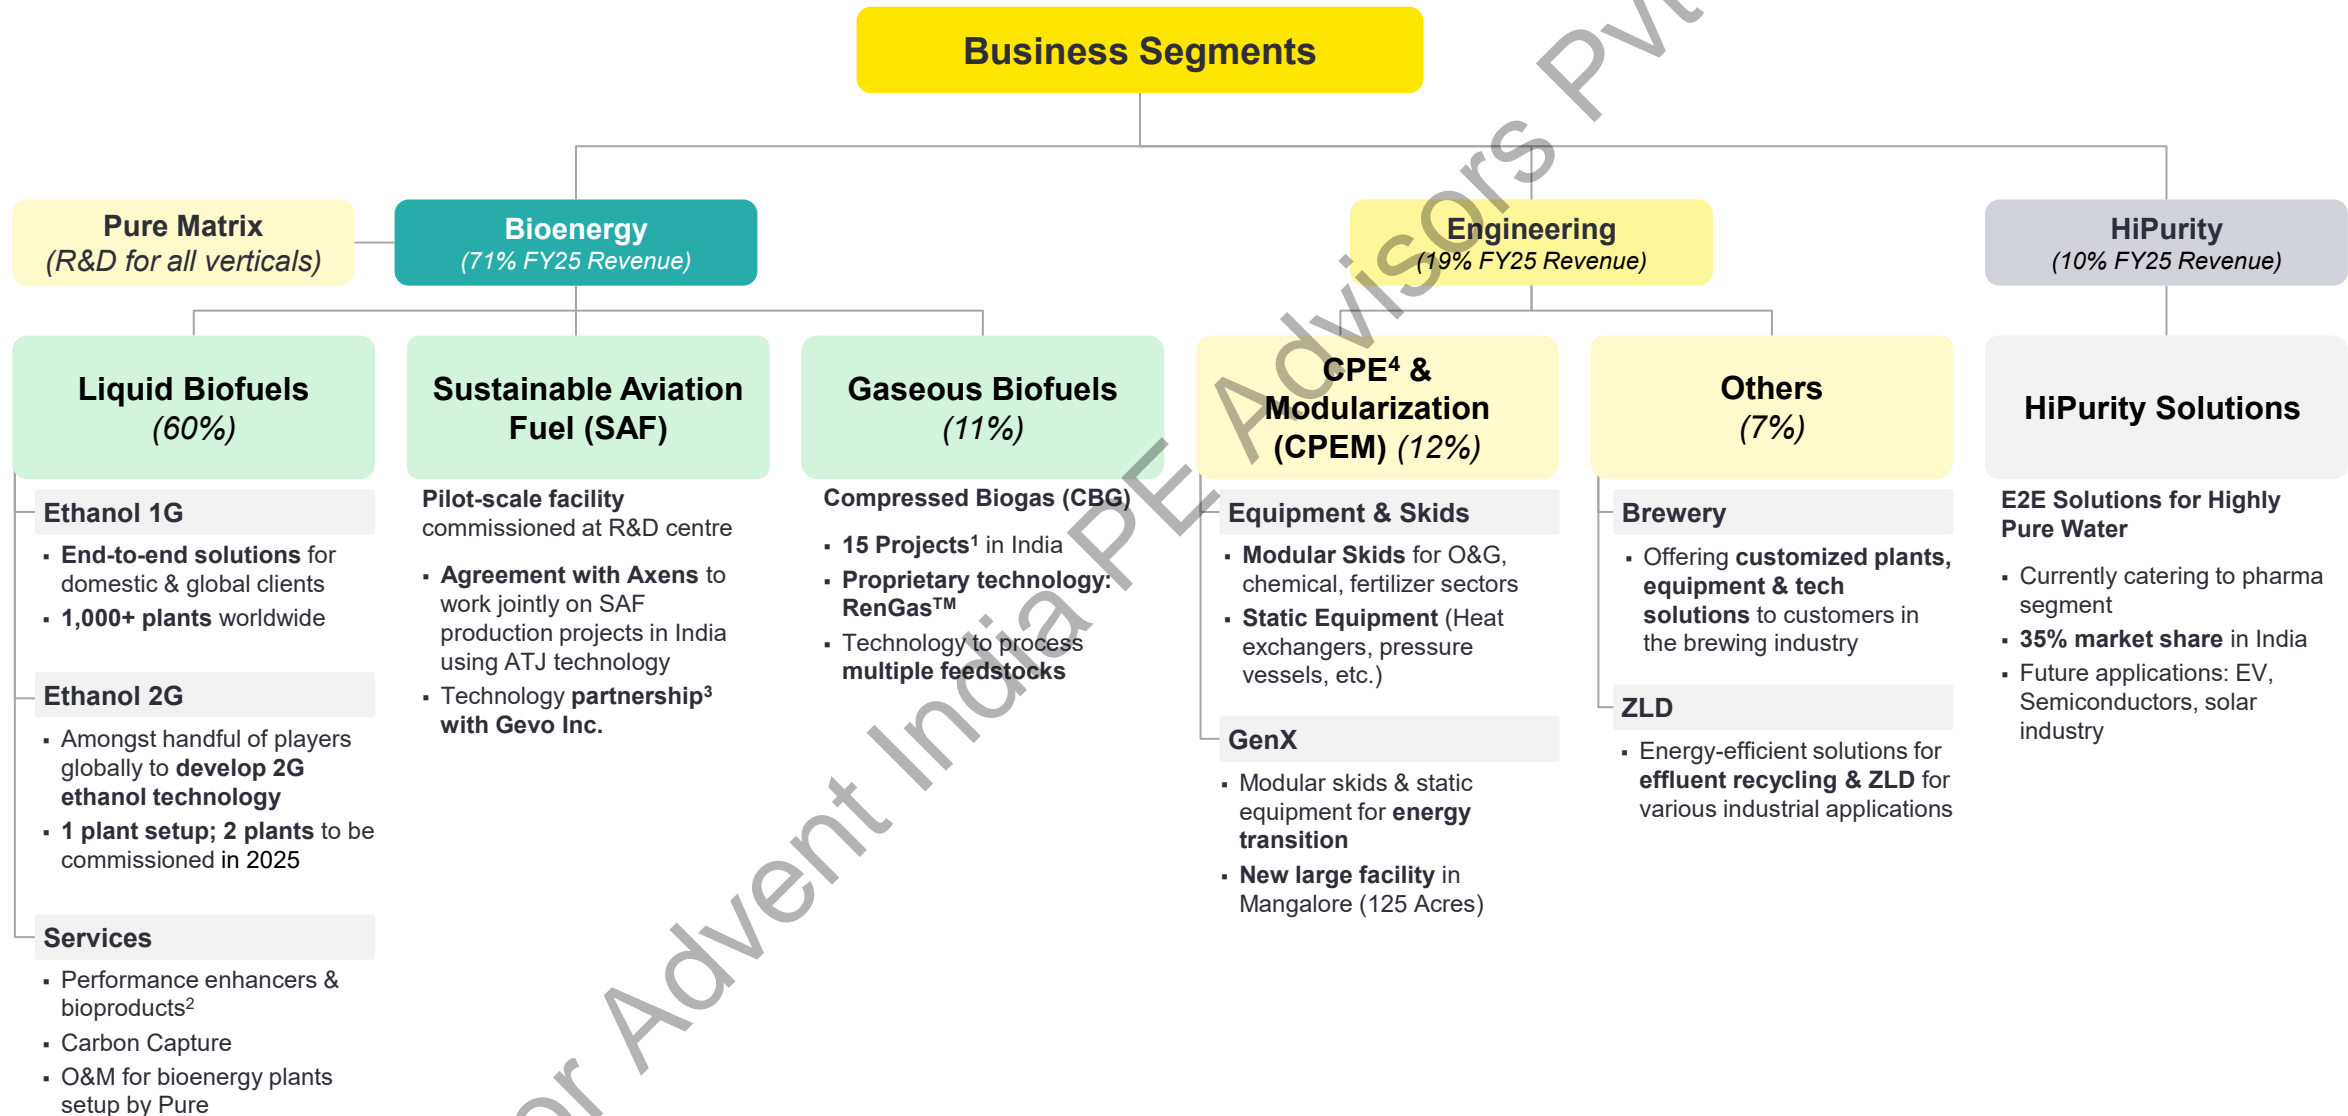 Business Segments
Pure Matrix
(R&D for all verticals)
Bioenergy
(71% FY25 Revenue)
Engineering
(19% FY25 Revenue)
HiPurity
(10% FY25 Revenue)
Liquid Biofuels
(60%)
Ethanol 1G
▪ End-to-end solutions for
domestic & global clients
▪ 1,000+ plants worldwide
Ethanol 2G
▪ Amongst handful of players
globally to develop 2G
ethanol technology
▪ 1 plant setup; 2 plants to be
commissioned in 2025
Services
▪ Performance enhancers &
bioproducts²
▪ Carbon Capture
▪ O&M for bioenergy plants
setup by Pure
Sustainable Aviation
Fuel (SAF)
Pilot-scale facility
commissioned at R&D centre
▪ Agreement with Axens to
work jointly on SAF
production projects in India
using ATJ technology
▪ Technology partnership³
with Gevo Inc.
Gaseous Biofuels
(11%)
Compressed Biogas (CBG)
▪ 15 Projects¹ in India
▪ Proprietary technology:
RenGas™
▪ Technology to process
multiple feedstocks
CPE⁴ &
Modularization
(CPEM) (12%)
Equipment & Skids
▪ Modular Skids for O&G,
chemical, fertilizer sectors
▪ Static Equipment (Heat
exchangers, pressure
vessels, etc.)
GenX
▪ Modular skids & static
equipment for energy
transition
▪ New large facility in
Mangalore (125 Acres)
Others
(7%)
Brewery
▪ Offering customized plants,
equipment & tech
solutions to customers in
the brewing industry
ZLD
▪ Energy-efficient solutions for
effluent recycling & ZLD for
various industrial applications
HiPurity Solutions
E2E Solutions for Highly
Pure Water
▪ Currently catering to pharma
segment
▪ 35% market share in India
▪ Future applications: EV,
Semiconductors, solar
industry
or Advent India PE Advisors Pvt